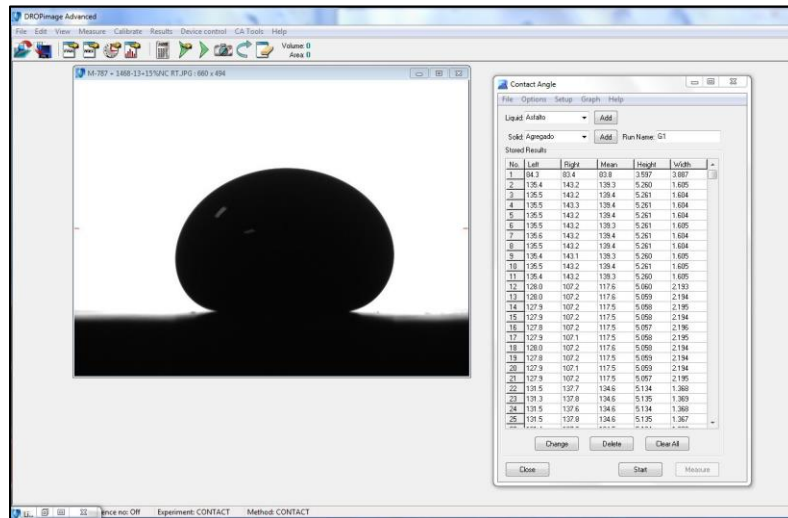 DROPimage Advanced
File Edit View Measure Calibrate Results Device control CA Tools Help
Volume: 0
Area: 0
M-787 + 1468-13+15%NC RT.JPG : 660 x 494
Contact Angle
File Options Setup Graph Help
Liquid: Asfalto Add
Solid: Agregado Add Run Name: G1
Stored Results
No. Left Right Mean Height Width
1 84.3 83.4 83.8 3.597 3.887
2 135.4 143.2 139.3 5.260 1.605
3 135.5 143.2 139.4 5.261 1.604
4 135.5 143.3 139.4 5.261 1.604
5 135.5 143.2 139.4 5.261 1.605
6 135.5 143.2 139.3 5.261 1.605
7 135.6 143.2 139.4 5.261 1.604
8 135.5 143.2 139.4 5.261 1.604
9 135.4 143.1 139.3 5.261 1.605
10 135.5 143.2 139.4 5.261 1.605
11 135.4 143.2 139.3 5.260 1.605
12 128.0 107.2 117.6 5.060 2.193
13 128.0 107.2 117.6 5.059 2.194
14 127.9 107.2 117.5 5.058 2.194
15 127.9 107.2 117.5 5.058 2.194
16 127.8 107.2 117.5 5.057 2.196
17 127.9 107.1 117.5 5.058 2.195
18 128.0 107.2 117.6 5.058 2.194
19 127.8 107.2 117.5 5.059 2.194
20 127.9 107.1 117.5 5.059 2.194
21 127.9 107.2 117.5 5.057 2.195
22 131.5 137.7 134.6 5.134 1.368
23 131.3 137.8 134.6 5.135 1.369
24 131.5 137.6 134.6 5.134 1.368
25 131.5 137.8 134.6 5.135 1.367
Change Delete Clear All
Close Start Measure
ence no: Off Experiment: CONTACT Method: CONTACT